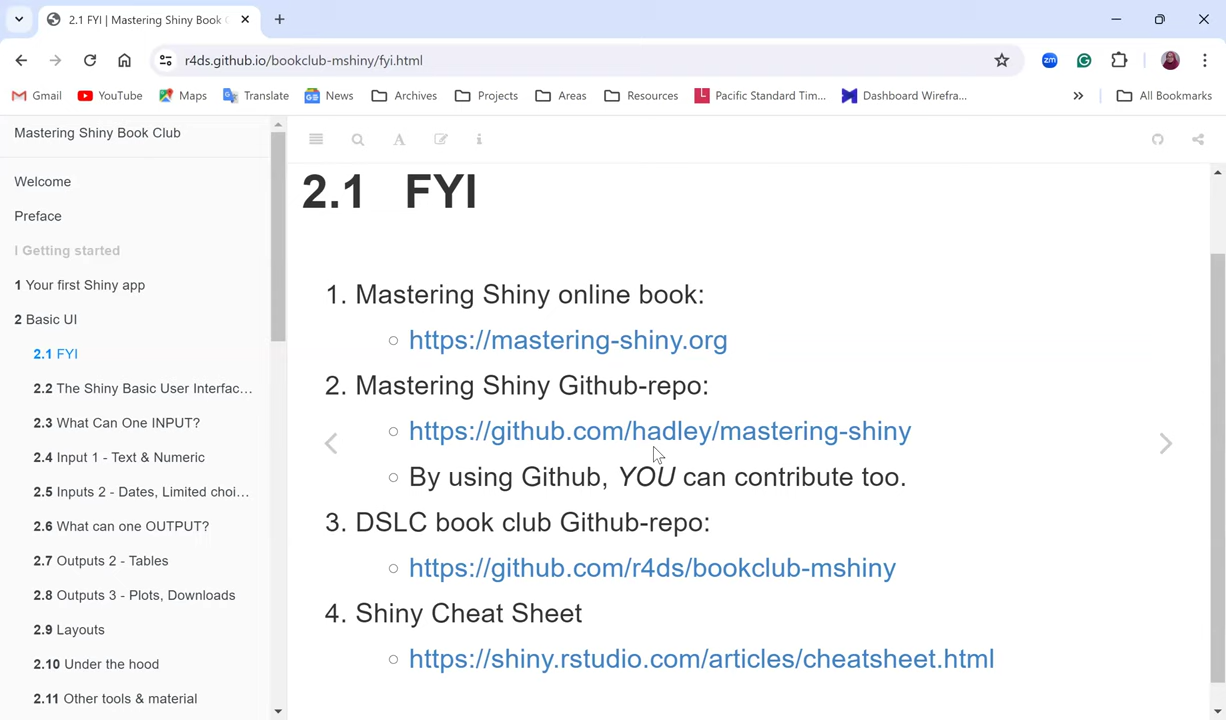 2.1 FYI | Mastering Shiny Book C
r4ds.github.io/bookclub-mshiny/fyi.html
zm
Gmail YouTube Maps Translate News Archives Projects Areas Resources Pacific Standard Tim... Dashboard Wirefra... » All Bookmarks
Mastering Shiny Book Club
Welcome
Preface
I Getting started
1 Your first Shiny app
2 Basic UI
2.1 FYI
2.2 The Shiny Basic User Interfac...
2.3 What Can One INPUT?
2.4 Input 1 - Text & Numeric
2.5 Inputs 2 - Dates, Limited choi...
2.6 What can one OUTPUT?
2.7 Outputs 2 - Tables
2.8 Outputs 3 - Plots, Downloads
2.9 Layouts
2.10 Under the hood
2.11 Other tools & material
2.1 FYI
1. Mastering Shiny online book:
https://mastering-shiny.org
2. Mastering Shiny Github-repo:
https://github.com/hadley/mastering-shiny
By using Github, YOU can contribute too.
3. DSLC book club Github-repo:
https://github.com/r4ds/bookclub-mshiny
4. Shiny Cheat Sheet
https://shiny.rstudio.com/articles/cheatsheet.html